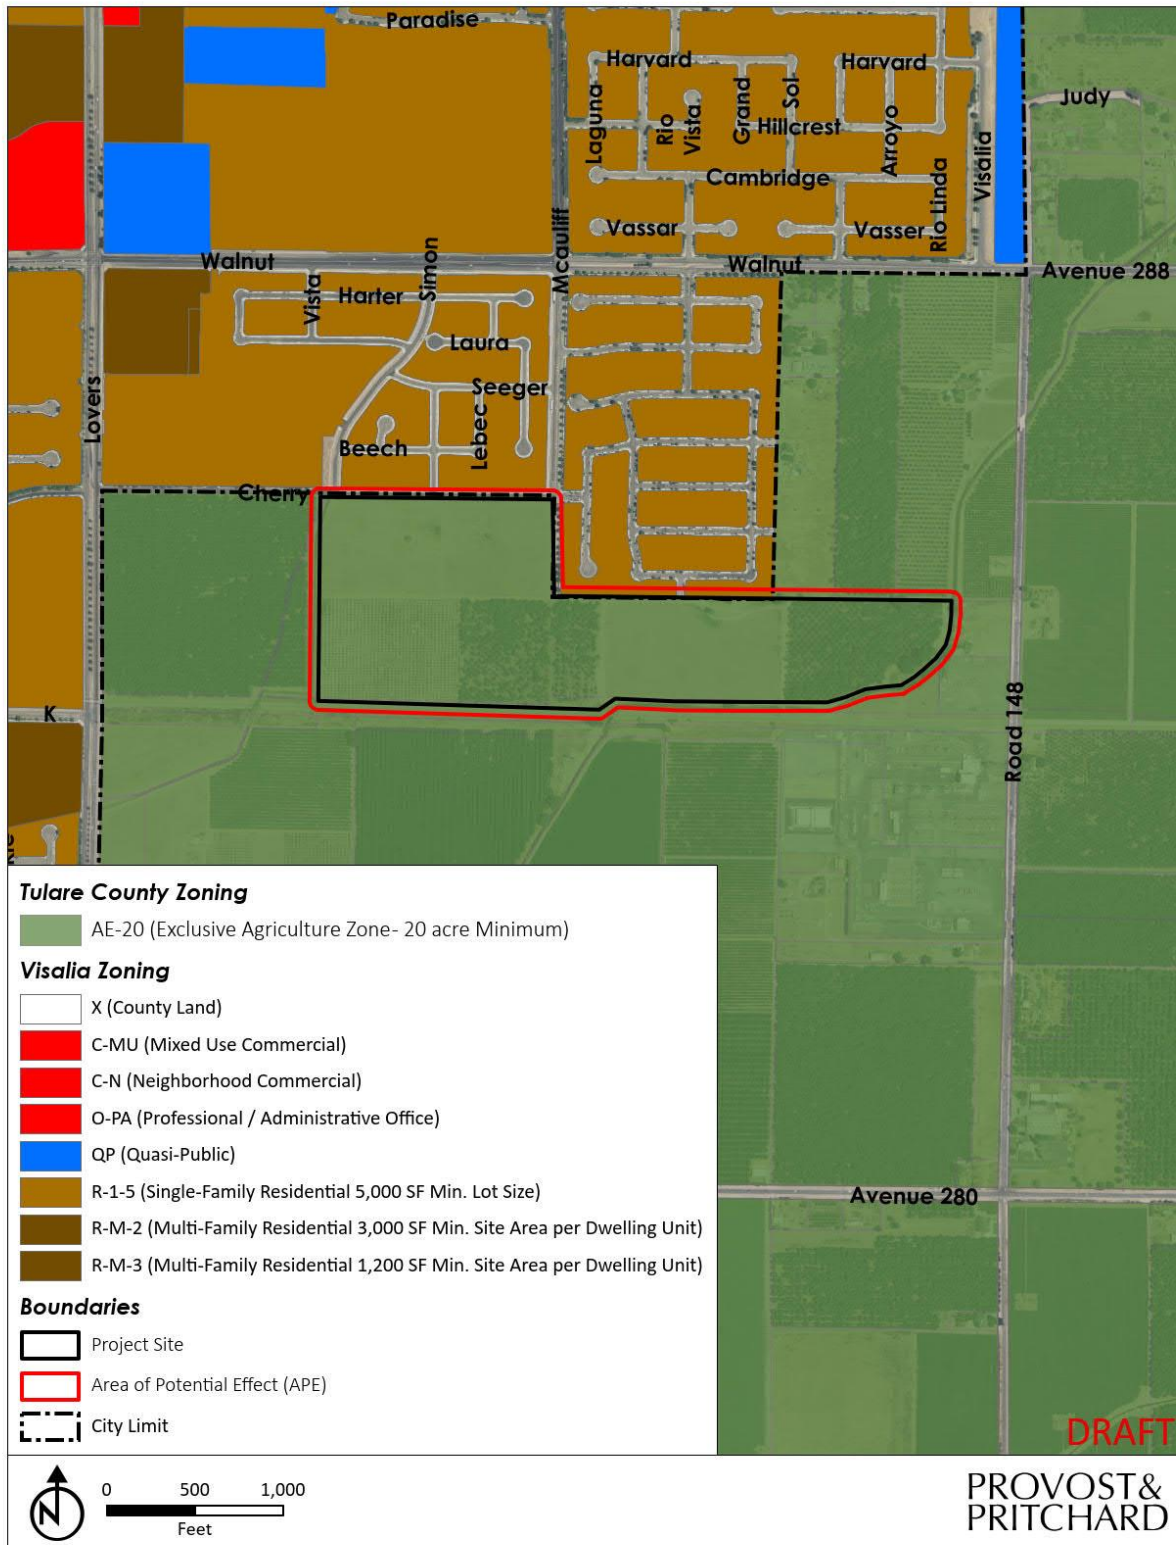 Paradise
Harvard
Harvard
Judy
Laguna
Rio
Vista
Grand
Sol
Hillcrest
Arroyo
Visalia
Cambridge
Rio Linda
Vassar
Vasser
Mcauliff
Walnut
Simon
Walnut
Avenue 288
Vista
Harter
Laura
Seeger
Lovers
Beech
Lebec
Cherry
K
Road 148
Avenue 280
Tulare County Zoning
AE-20 (Exclusive Agriculture Zone- 20 acre Minimum)
Visalia Zoning
X (County Land)
C-MU (Mixed Use Commercial)
C-N (Neighborhood Commercial)
O-PA (Professional / Administrative Office)
QP (Quasi-Public)
R-1-5 (Single-Family Residential 5,000 SF Min. Lot Size)
R-M-2 (Multi-Family Residential 3,000 SF Min. Site Area per Dwelling Unit)
R-M-3 (Multi-Family Residential 1,200 SF Min. Site Area per Dwelling Unit)
Boundaries
Project Site
Area of Potential Effect (APE)
City Limit
DRAFT
N
0 500 1,000
Feet
PROVOST&
PRITCHARD